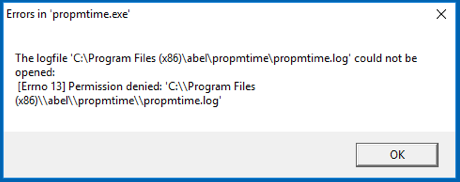 Errors in 'propmtime.exe'
The logfile 'C:\Program Files (x86)\abel\propmtime\propmtime.log' could not be
opened:
[Errno 13] Permission denied: 'C:\\Program Files
(x86)\\abel\\propmtime\\propmtime.log'
OK